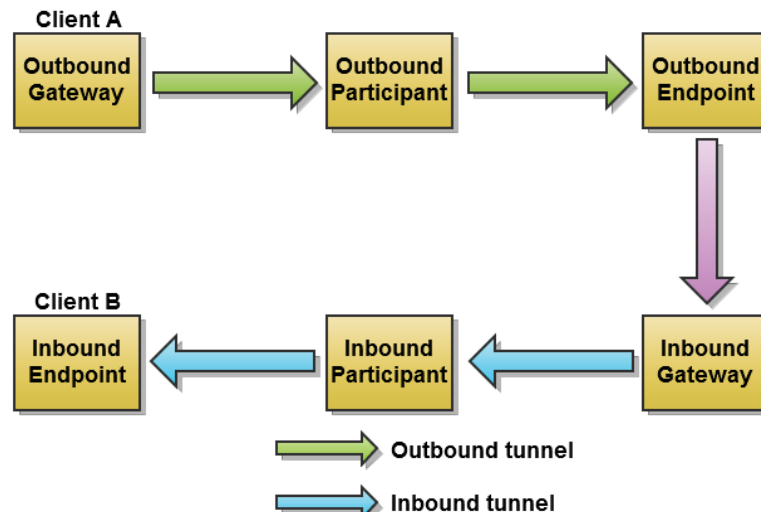 Client A
Outbound
Gateway
Outbound
Participant
Outbound
Endpoint
Client B
Inbound
Endpoint
Inbound
Participant
Inbound
Gateway
Outbound tunnel
Inbound tunnel